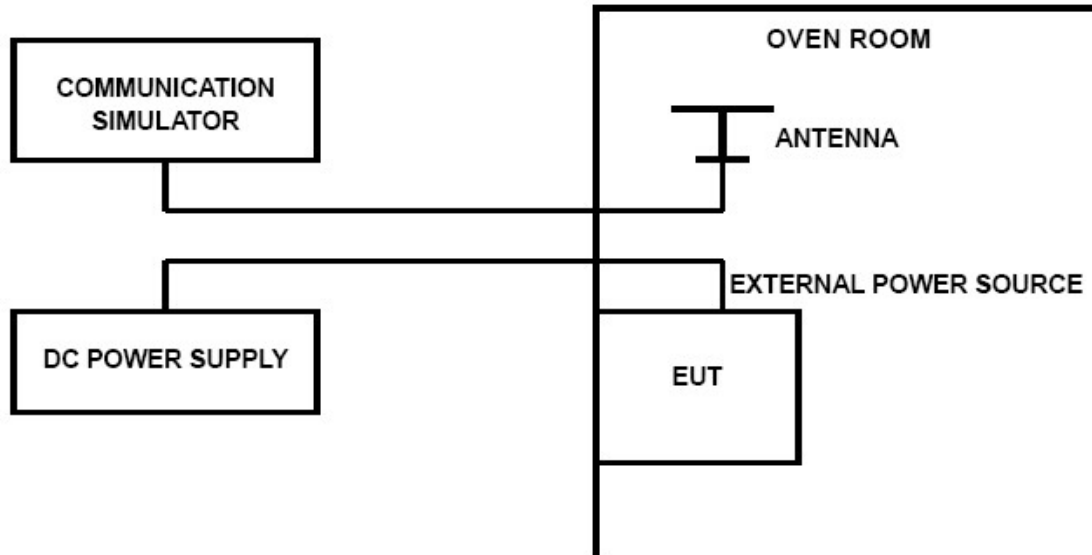 OVEN ROOM
COMMUNICATION
SIMULATOR
ANTENNA
EXTERNAL POWER SOURCE
DC POWER SUPPLY
EUT